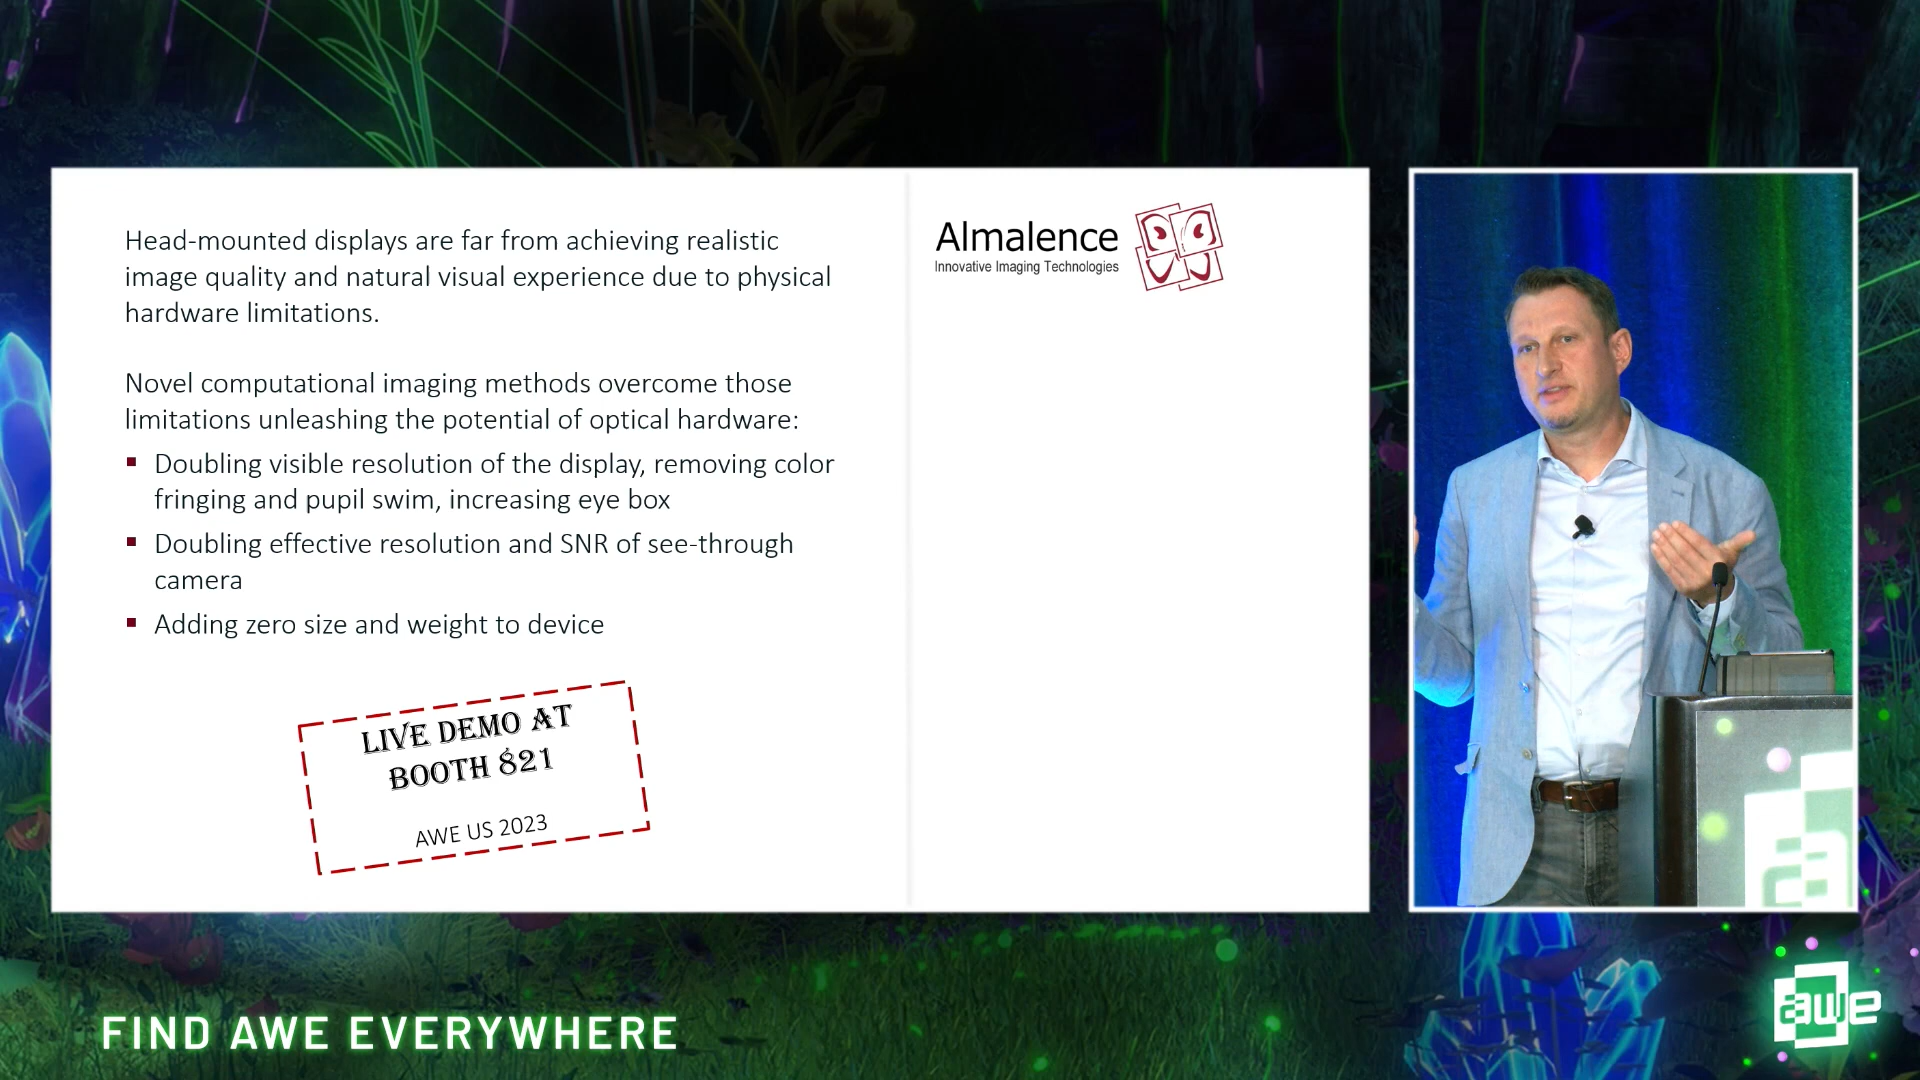 Head-mounted displays are far from achieving realistic
image quality and natural visual experience due to physical
hardware limitations.
Novel computational imaging methods overcome those
limitations unleashing the potential of optical hardware:
Doubling visible resolution of the display, removing color
fringing and pupil swim, increasing eye box
Doubling effective resolution and SNR of see-through
camera
Adding zero size and weight to device
LIVE DEMO AT
BOOTH 821
AWE US 2023
Almalence
Innovative Imaging Technologies
FIND AWE EVERYWHERE
awe